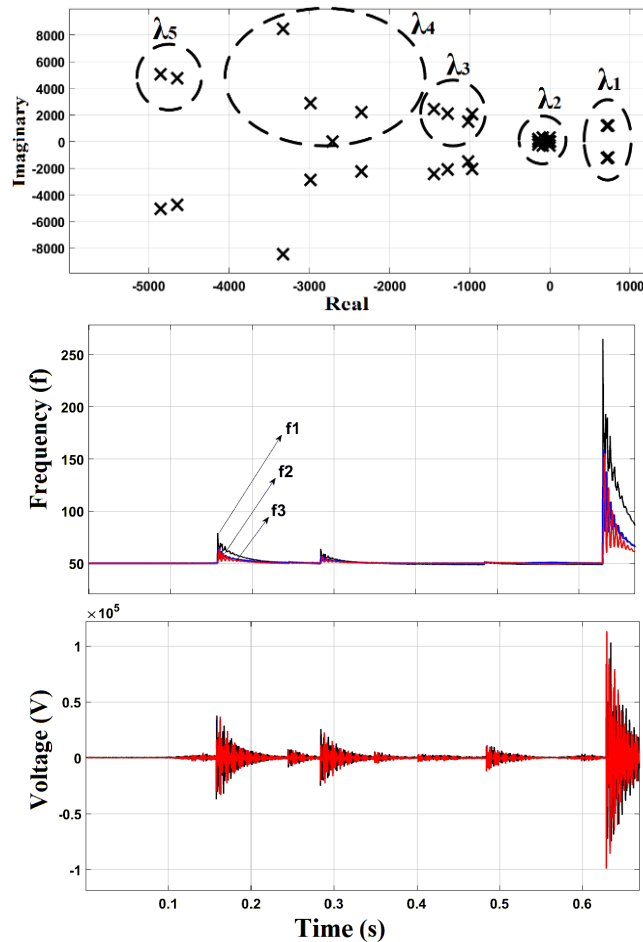 λ5
λ4
λ3
λ2
λ1
8000
6000
4000
2000
0
-2000
-4000
-6000
-8000
Imaginary
-5000
-4000
-3000
-2000
-1000
0
1000
Real
250
200
150
100
50
Frequency (f)
f1
f2
f3
×10^5
1
0.5
0
-0.5
-1
Voltage (V)
0.1
0.2
0.3
0.4
0.5
0.6
Time (s)